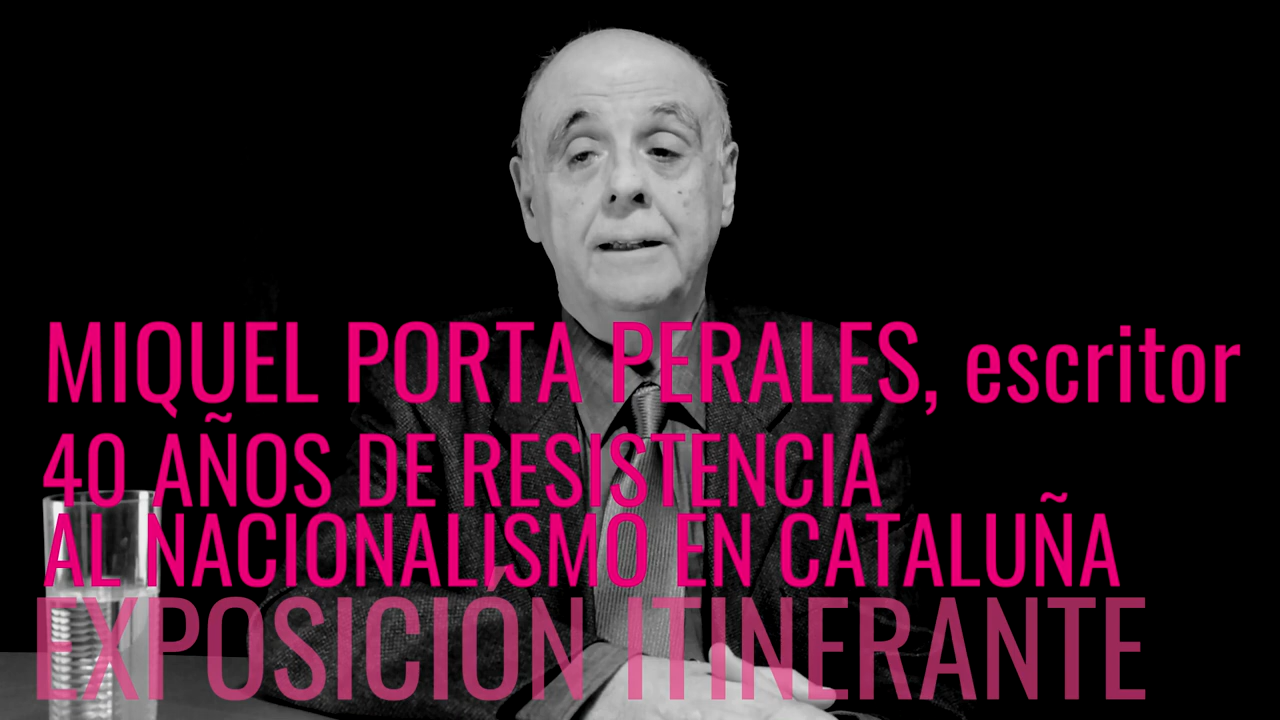 MIQUEL PORTA PERALES, escritor
40 AÑOS DE RESISTENCIA
AL NACIONALISMO EN CATALUÑA
EXPOSICIÓN ITINERANTE